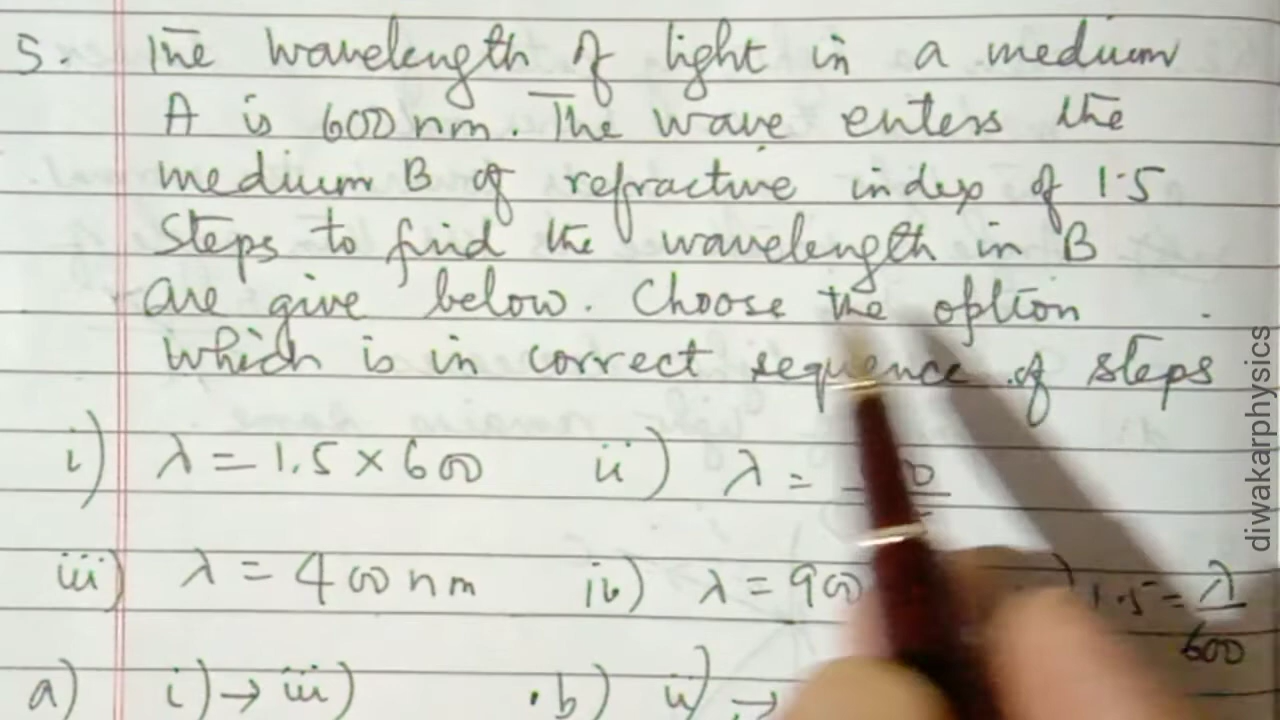 5. The wavelength of light in a medium
A is 600 nm. The wave enters the
medium B of refractive index of 1.5
Steps to find the wavelength in B
are give below. Choose the option
which is in correct sequence of steps
i) λ = 1.5 × 600 ii) λ =
iii) λ = 400 nm iv) λ = 900 ) 1.5 = λ/600
a) i) → iii) .b) ii) →
diwakarphysics